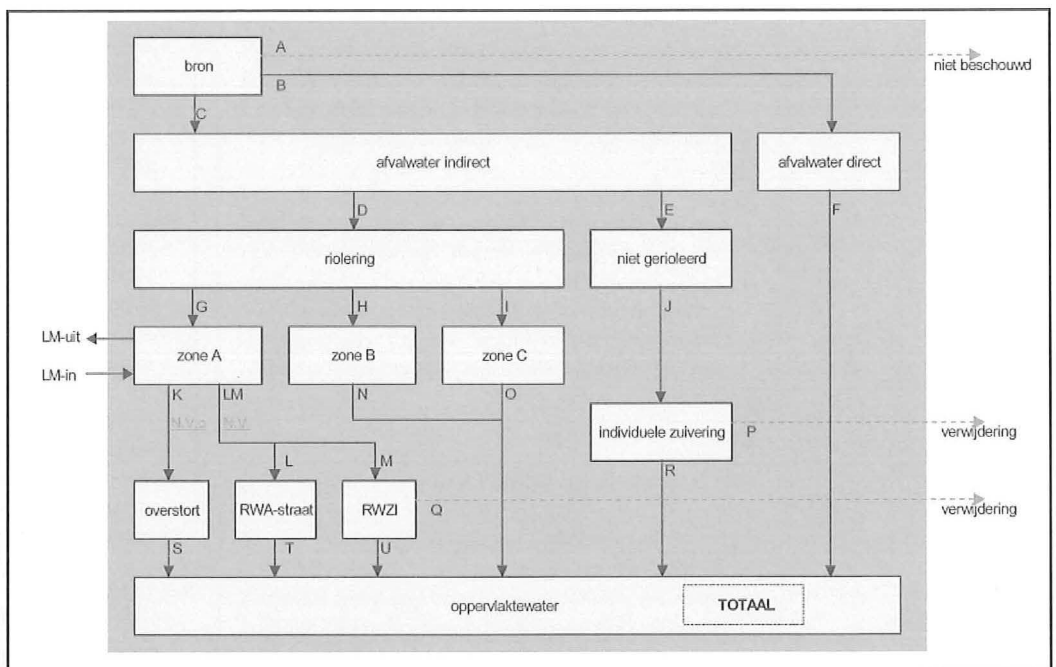 A
bron
niet beschouwd
B
C
afvalwater indirect
afvalwater direct
D
E
F
riolering
niet gerioleerd
G
H
I
J
LM-uit
zone A
zone B
zone C
LM-in
K
LM
N
O
N.V.
individuele zuivering
P
verwijdering
L
M
R
overstort
RWA-straat
RWZI
Q
verwijdering
S
T
U
oppervlaktewater
TOTAAL